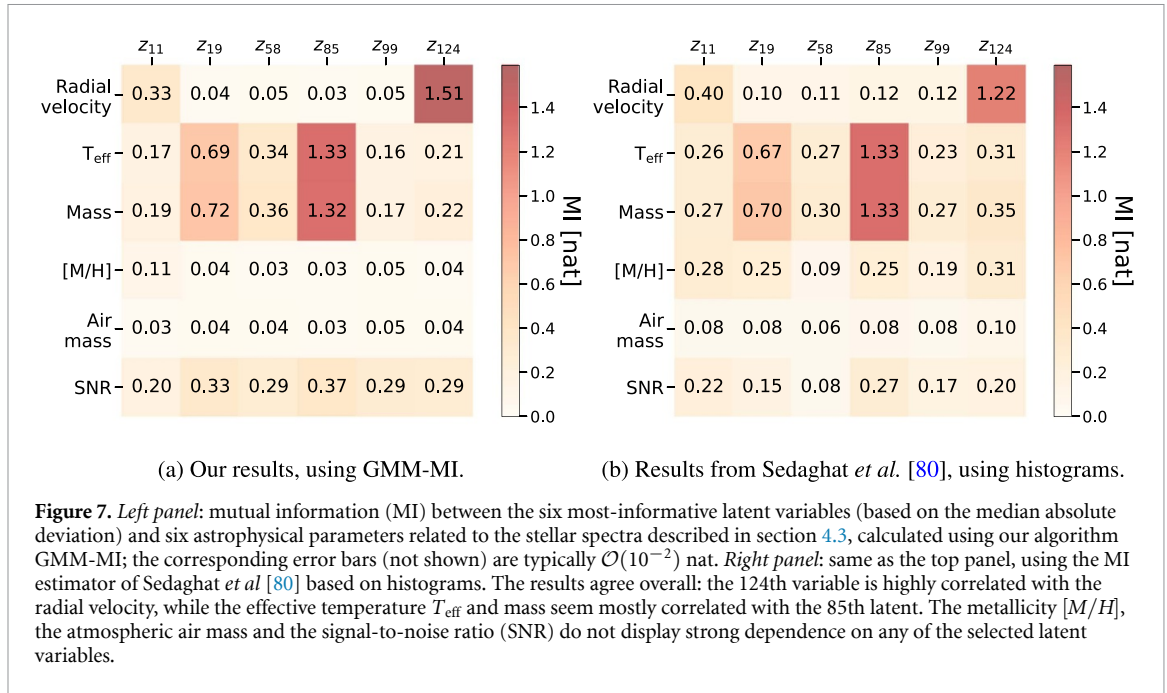 z11 z19 z58 z85 z99 z124
Radial
velocity
0.33 0.04 0.05 0.03 0.05 1.51
Teff
0.17 0.69 0.34 1.33 0.16 0.21
Mass
0.19 0.72 0.36 1.32 0.17 0.22
[M/H]
0.11 0.04 0.03 0.03 0.05 0.04
Air
mass
0.03 0.04 0.04 0.03 0.05 0.04
SNR
0.20 0.33 0.29 0.37 0.29 0.29
1.4
1.2
1.0
0.8
0.6
0.4
0.2
0.0
MI [nat]
(a) Our results, using GMM-MI.
z11 z19 z58 z85 z99 z124
Radial
velocity
0.40 0.10 0.11 0.12 0.12 1.22
Teff
0.26 0.67 0.27 1.33 0.23 0.31
Mass
0.27 0.70 0.30 1.33 0.27 0.35
[M/H]
0.28 0.25 0.09 0.25 0.19 0.31
Air
mass
0.08 0.08 0.06 0.08 0.08 0.10
SNR
0.22 0.15 0.08 0.27 0.17 0.20
1.4
1.2
1.0
0.8
0.6
0.4
0.2
0.0
MI [nat]
(b) Results from Sedaghat et al. [80], using histograms.
Figure 7. Left panel: mutual information (MI) between the six most-informative latent variables (based on the median absolute
deviation) and six astrophysical parameters related to the stellar spectra described in section 4.3, calculated using our algorithm
GMM-MI; the corresponding error bars (not shown) are typically O(10⁻²) nat. Right panel: same as the top panel, using the MI
estimator of Sedaghat et al [80] based on histograms. The results agree overall: the 124th variable is highly correlated with the
radial velocity, while the effective temperature Teff and mass seem mostly correlated with the 85th latent. The metallicity [M/H],
the atmospheric air mass and the signal-to-noise ratio (SNR) do not display strong dependence on any of the selected latent
variables.